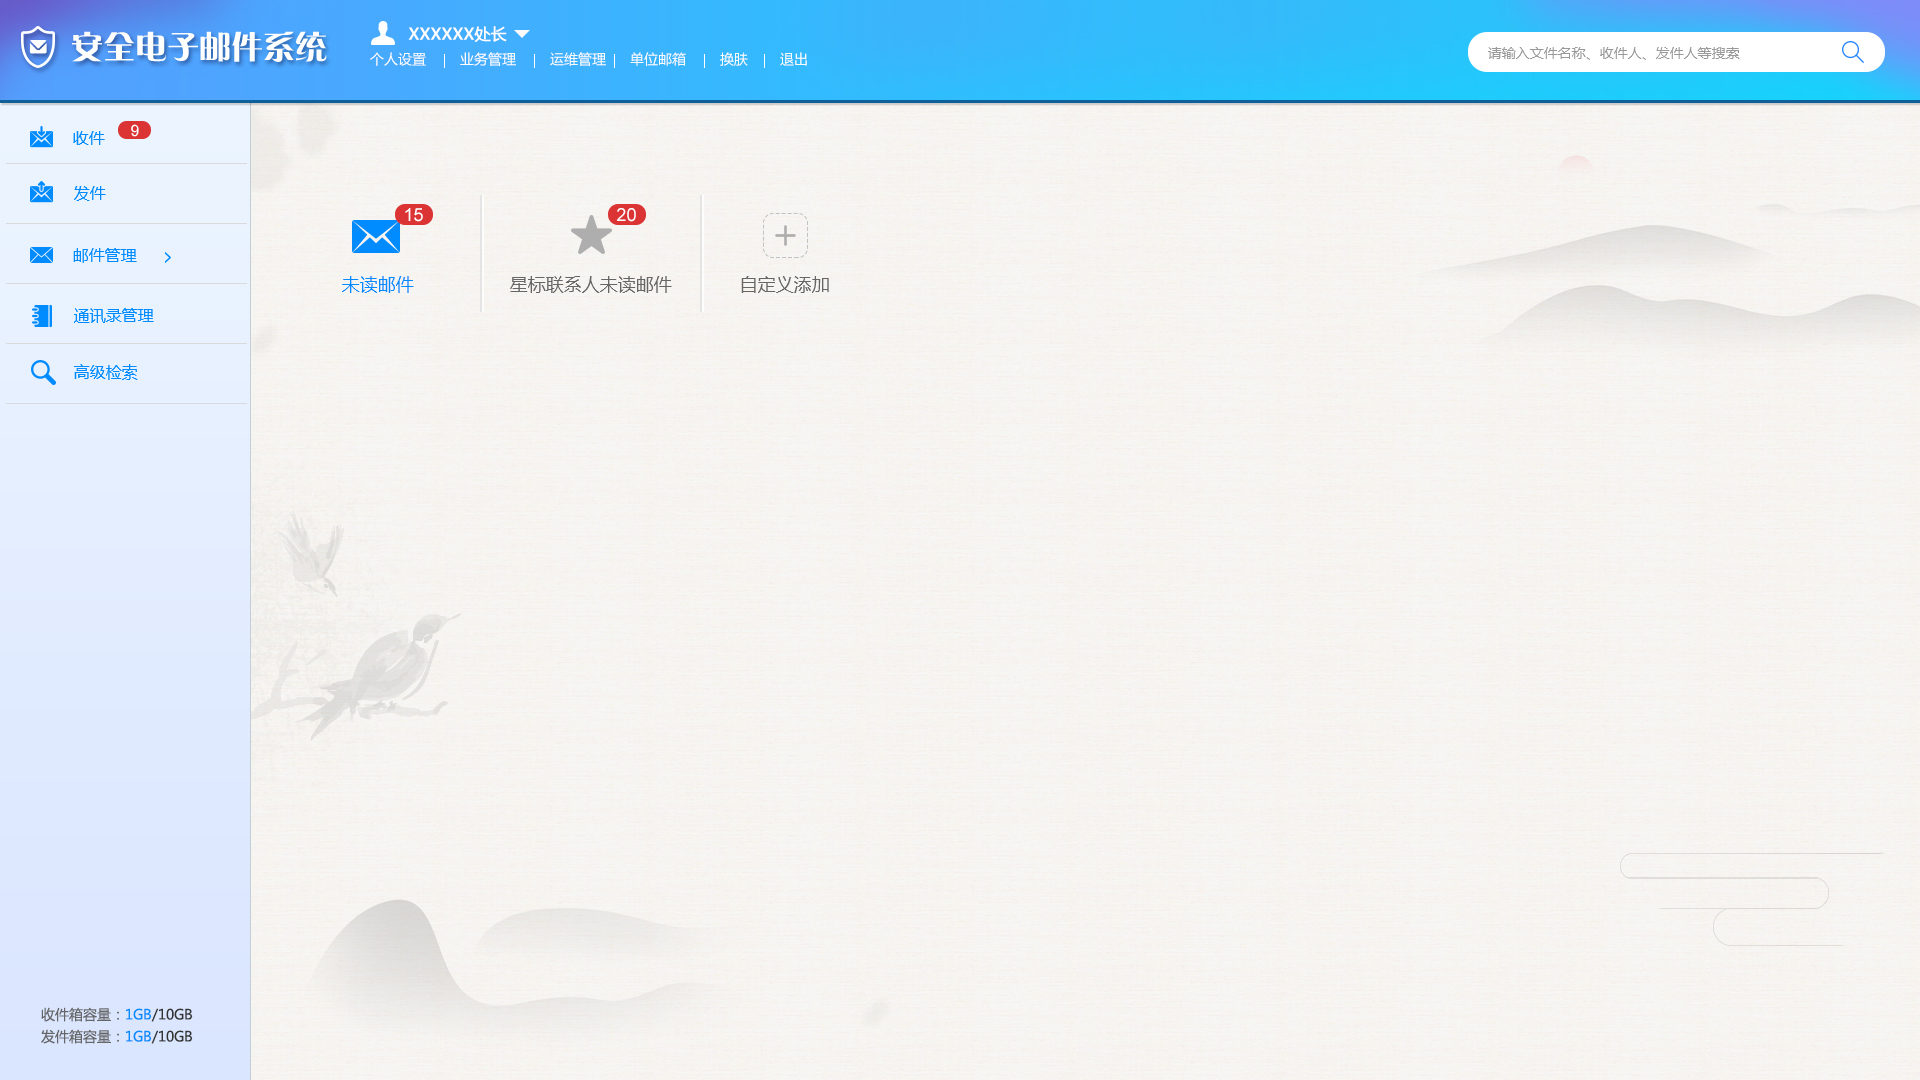 安全电子邮件系统
XXXXXX处长
个人设置 | 业务管理 | 运维管理 | 单位邮箱 | 换肤 | 退出
请输入文件名称、收件人、发件人等搜索
收件 9
发件
邮件管理
通讯录管理
高级检索
15
未读邮件
20
星标联系人未读邮件
自定义添加
收件箱容量：1GB/10GB
发件箱容量：1GB/10GB